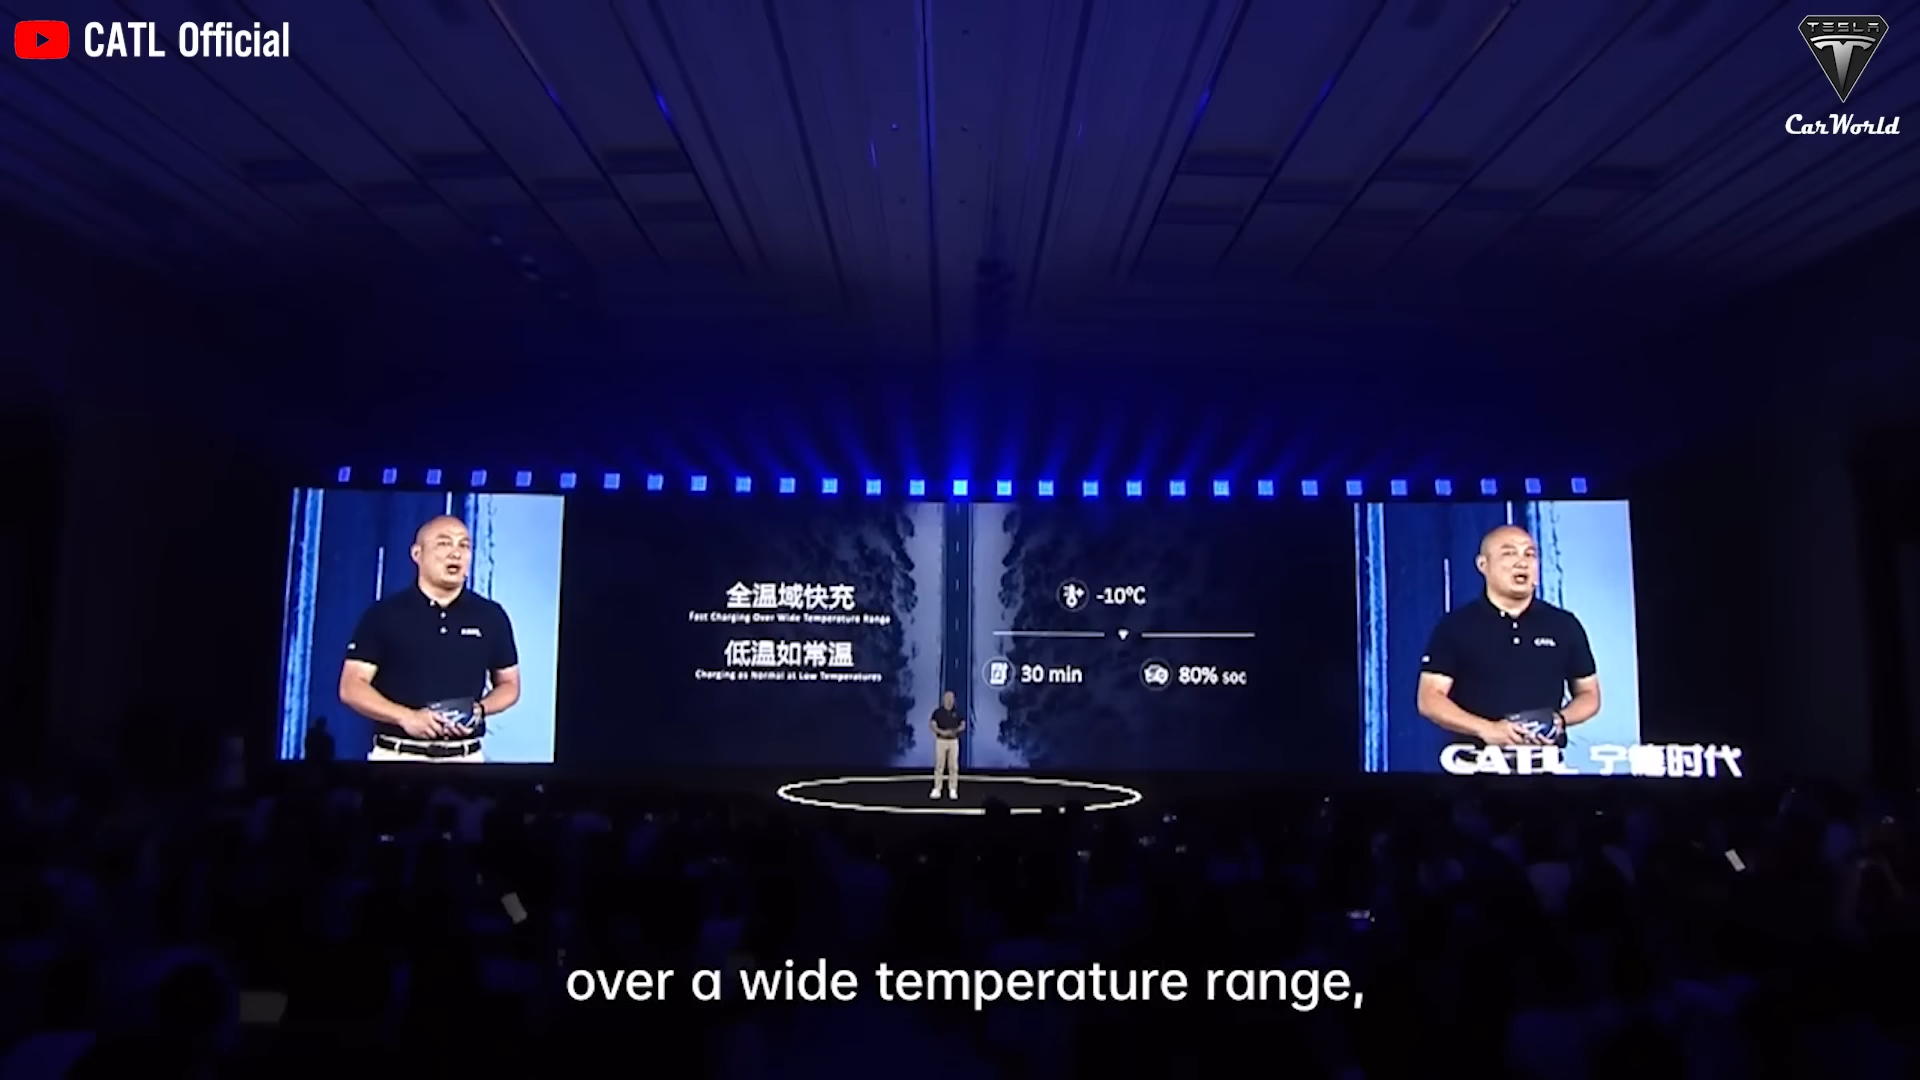 CATL Official
TESLA
CarWorld
全温域快充
Fast Charging Over Wide Temperature Range
低温如常温
Charging as Normal at Low Temperatures
-10℃
30 min
80% SOC
CATL
CATL 宁德时代
over a wide temperature range,